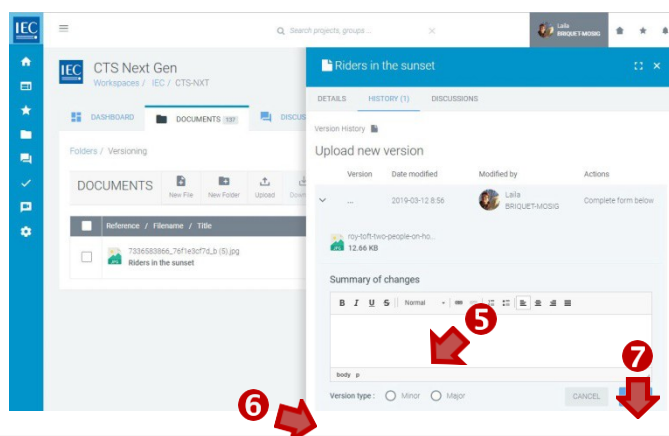 IEC
Search projects, groups ...
Laila
BRIQUET-MOSIG
IEC
CTS Next Gen
Workspaces / IEC / CTS-NXT
DASHBOARD
DOCUMENTS 137
DISCUS
Folders / Versioning
DOCUMENTS
New File
New Folder
Upload
Down
Reference / Filename / Title
7336583866_76f1e3cf7d_b (5).jpg
Riders in the sunset
Riders in the sunset
DETAILS
HISTORY (1)
DISCUSSIONS
Version History
Upload new version
Version
Date modified
Modified by
Actions
...
2019-03-12 8:56
Laila
BRIQUET-MOSIG
Complete form below
roy-toft-two-people-on-ho...
12.66 KB
Summary of changes
B I U S Normal
5
body p
7
Version type : Minor Major
CANCEL
6